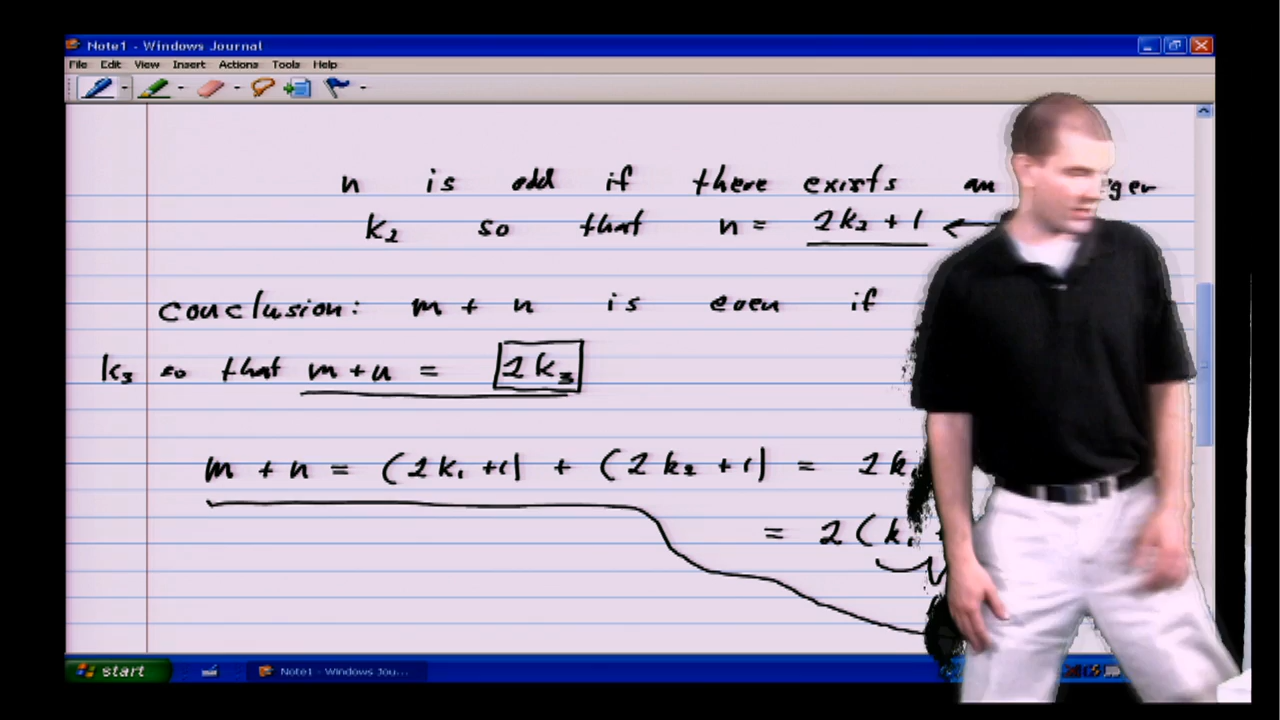 Note1 - Windows Journal
File Edit View Insert Actions Tools Help
n is odd if there exists an
k₂ so that n = 2k₂ + 1
conclusion: m + n is even if
k₃ so that m + n = 2k₃
m + n = (2k₁ + 1) + (2k₂ + 1) = 2k₁
= 2(k₁ +
start
Note1 - Windows Jou...